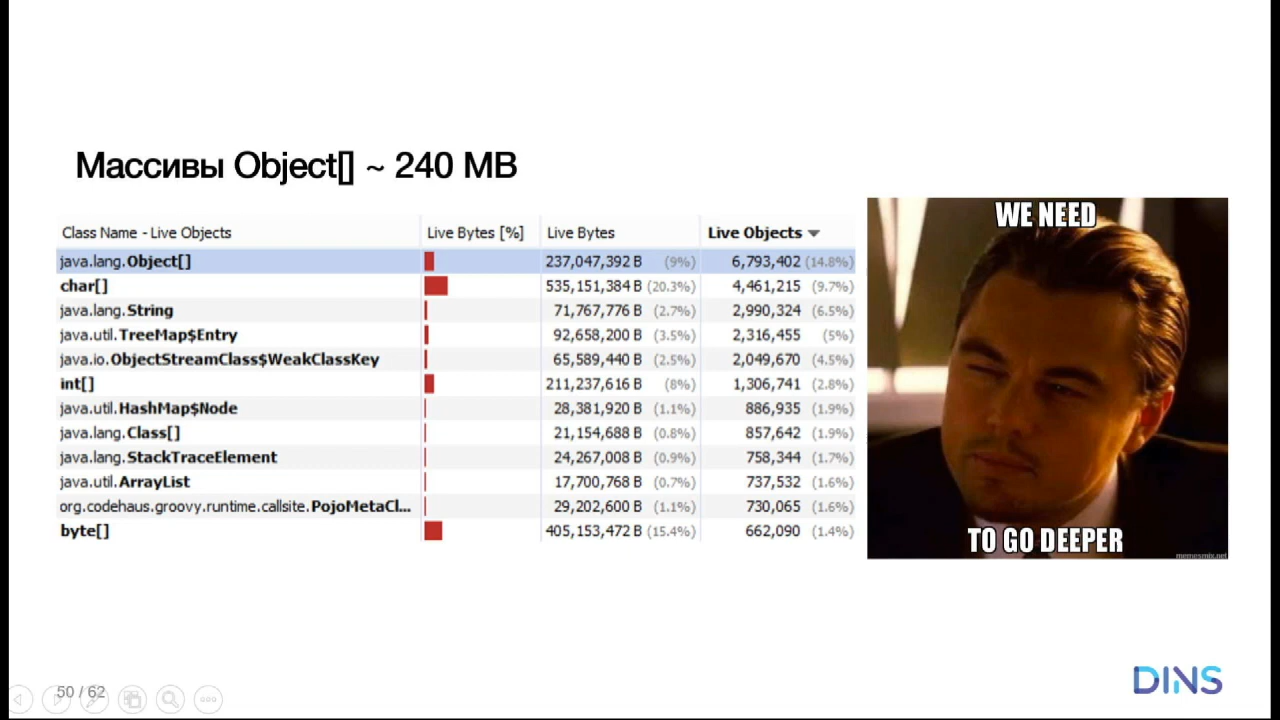 Массивы Object[] ~ 240 MB
Class Name - Live Objects Live Bytes [%] Live Bytes Live Objects
java.lang.Object[] 237,047,392 B (9%) 6,793,402 (14.8%)
char[] 535,151,384 B (20.3%) 4,461,215 (9.7%)
java.lang.String 71,767,776 B (2.7%) 2,990,324 (6.5%)
java.util.TreeMap$Entry 92,658,200 B (3.5%) 2,316,455 (5%)
java.io.ObjectStreamClass$WeakClassKey 65,589,440 B (2.5%) 2,049,670 (4.5%)
int[] 211,237,616 B (8%) 1,306,741 (2.8%)
java.util.HashMap$Node 28,381,920 B (1.1%) 886,935 (1.9%)
java.lang.Class[] 21,154,688 B (0.8%) 857,642 (1.9%)
java.lang.StackTraceElement 24,267,008 B (0.9%) 758,344 (1.7%)
java.util.ArrayList 17,700,768 B (0.7%) 737,532 (1.6%)
org.codehaus.groovy.runtime.callsite.PojoMetaCl... 29,202,600 B (1.1%) 730,065 (1.6%)
byte[] 405,153,472 B (15.4%) 662,090 (1.4%)
WE NEED
TO GO DEEPER
memesmix.net
50 / 62
DINS